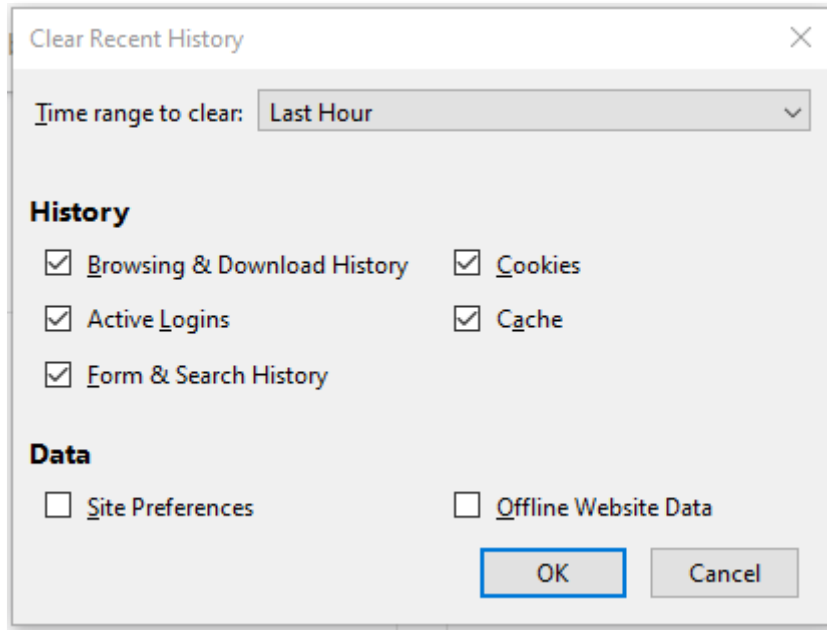 Clear Recent History
Time range to clear: Last Hour
History
Browsing & Download History Cookies
Active Logins Cache
Form & Search History
Data
Site Preferences Offline Website Data
OK Cancel